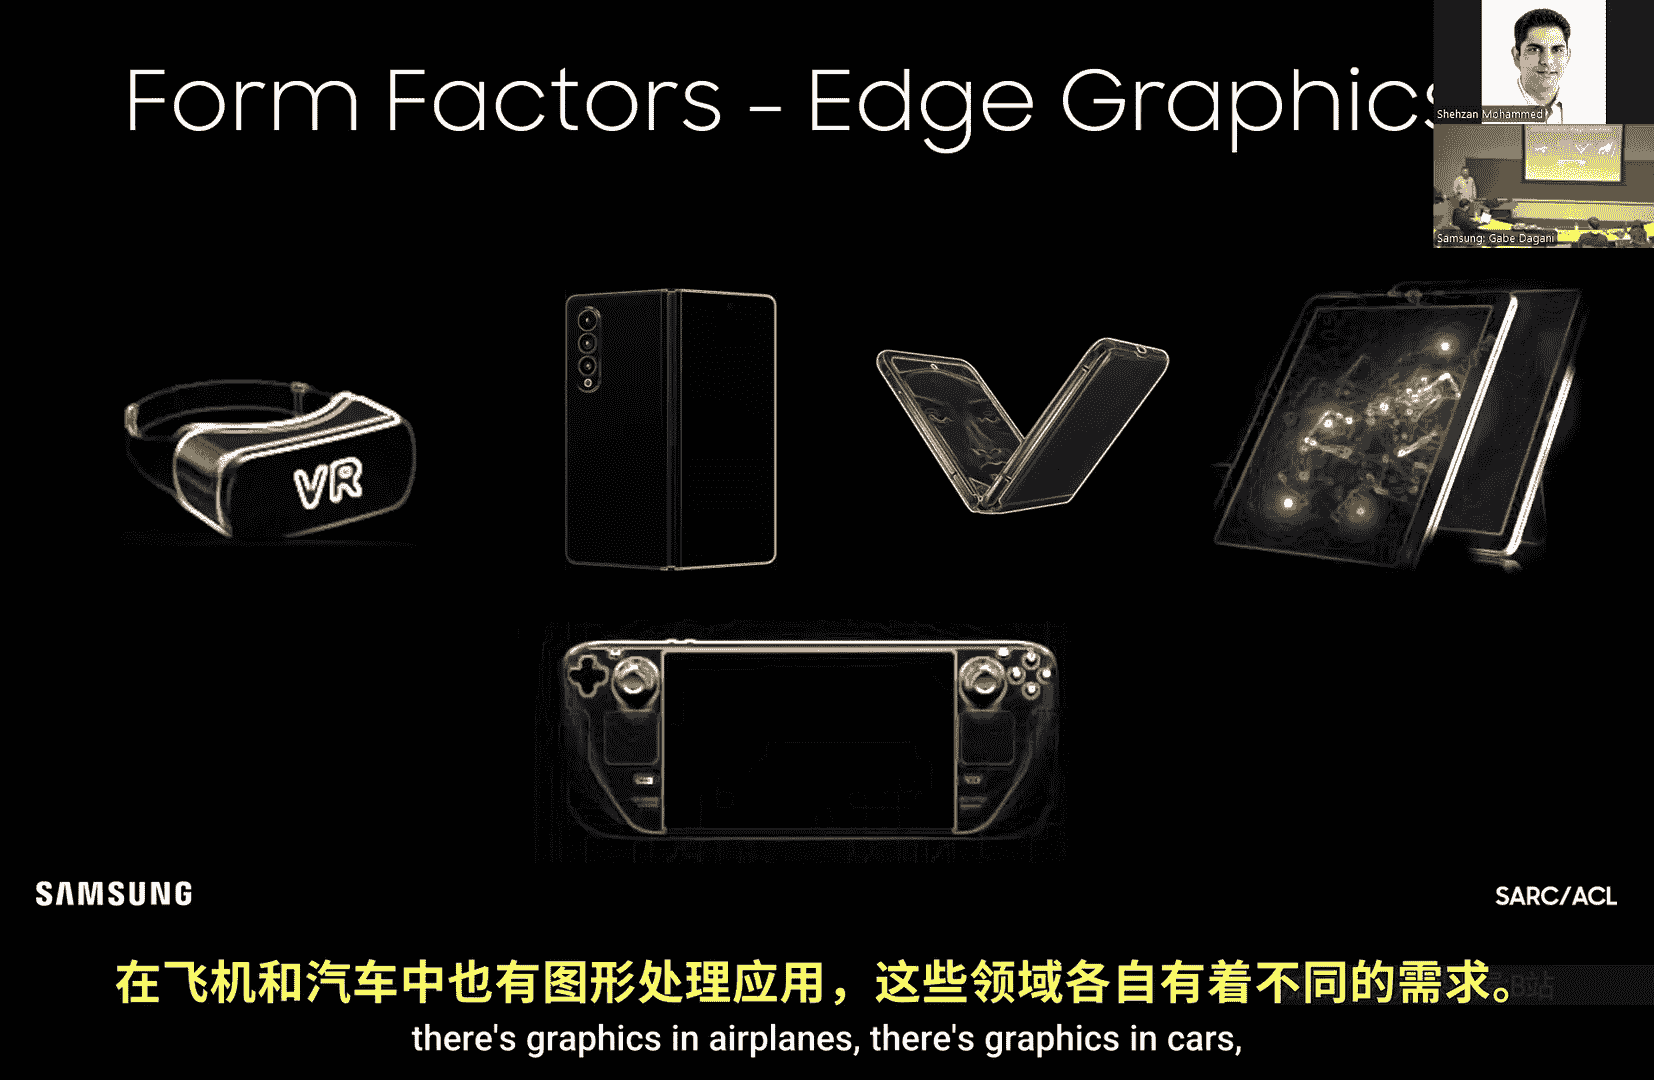 Form Factors – Edge Graphics
Shehzan Mohammed
Samsung: Gabe Dagani
VR
SAMSUNG
SARC/ACL
在飞机和汽车中也有图形处理应用，这些领域各自有着不同的需求。
B站
there's graphics in airplanes, there's graphics in cars,